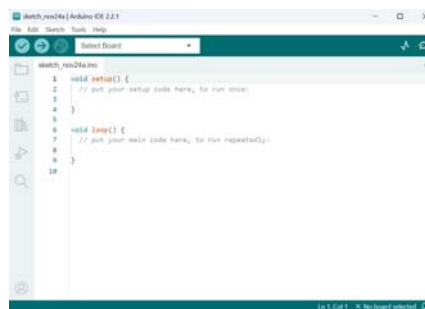 sketch_nov24a | Arduino IDE 2.2.1
File Edit Sketch Tools Help
Select Board
sketch_nov24a.ino
1 void setup() {
2 // put your setup code here, to run once:
3
4 }
5
6 void loop() {
7 // put your main code here, to run repeatedly:
8
9 }
10
Ln 1, Col 1 × No board selected